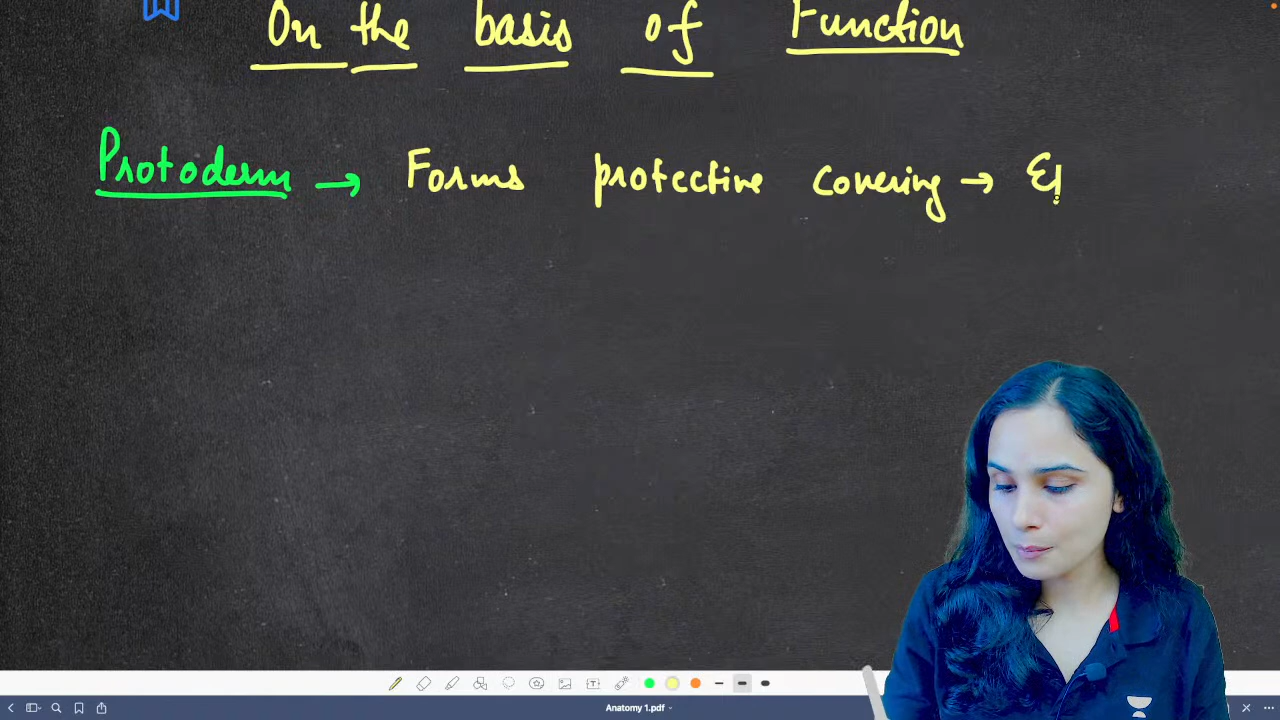 On the basis of Function
Protoderm → Forms protective covering →
Anatomy 1.pdf